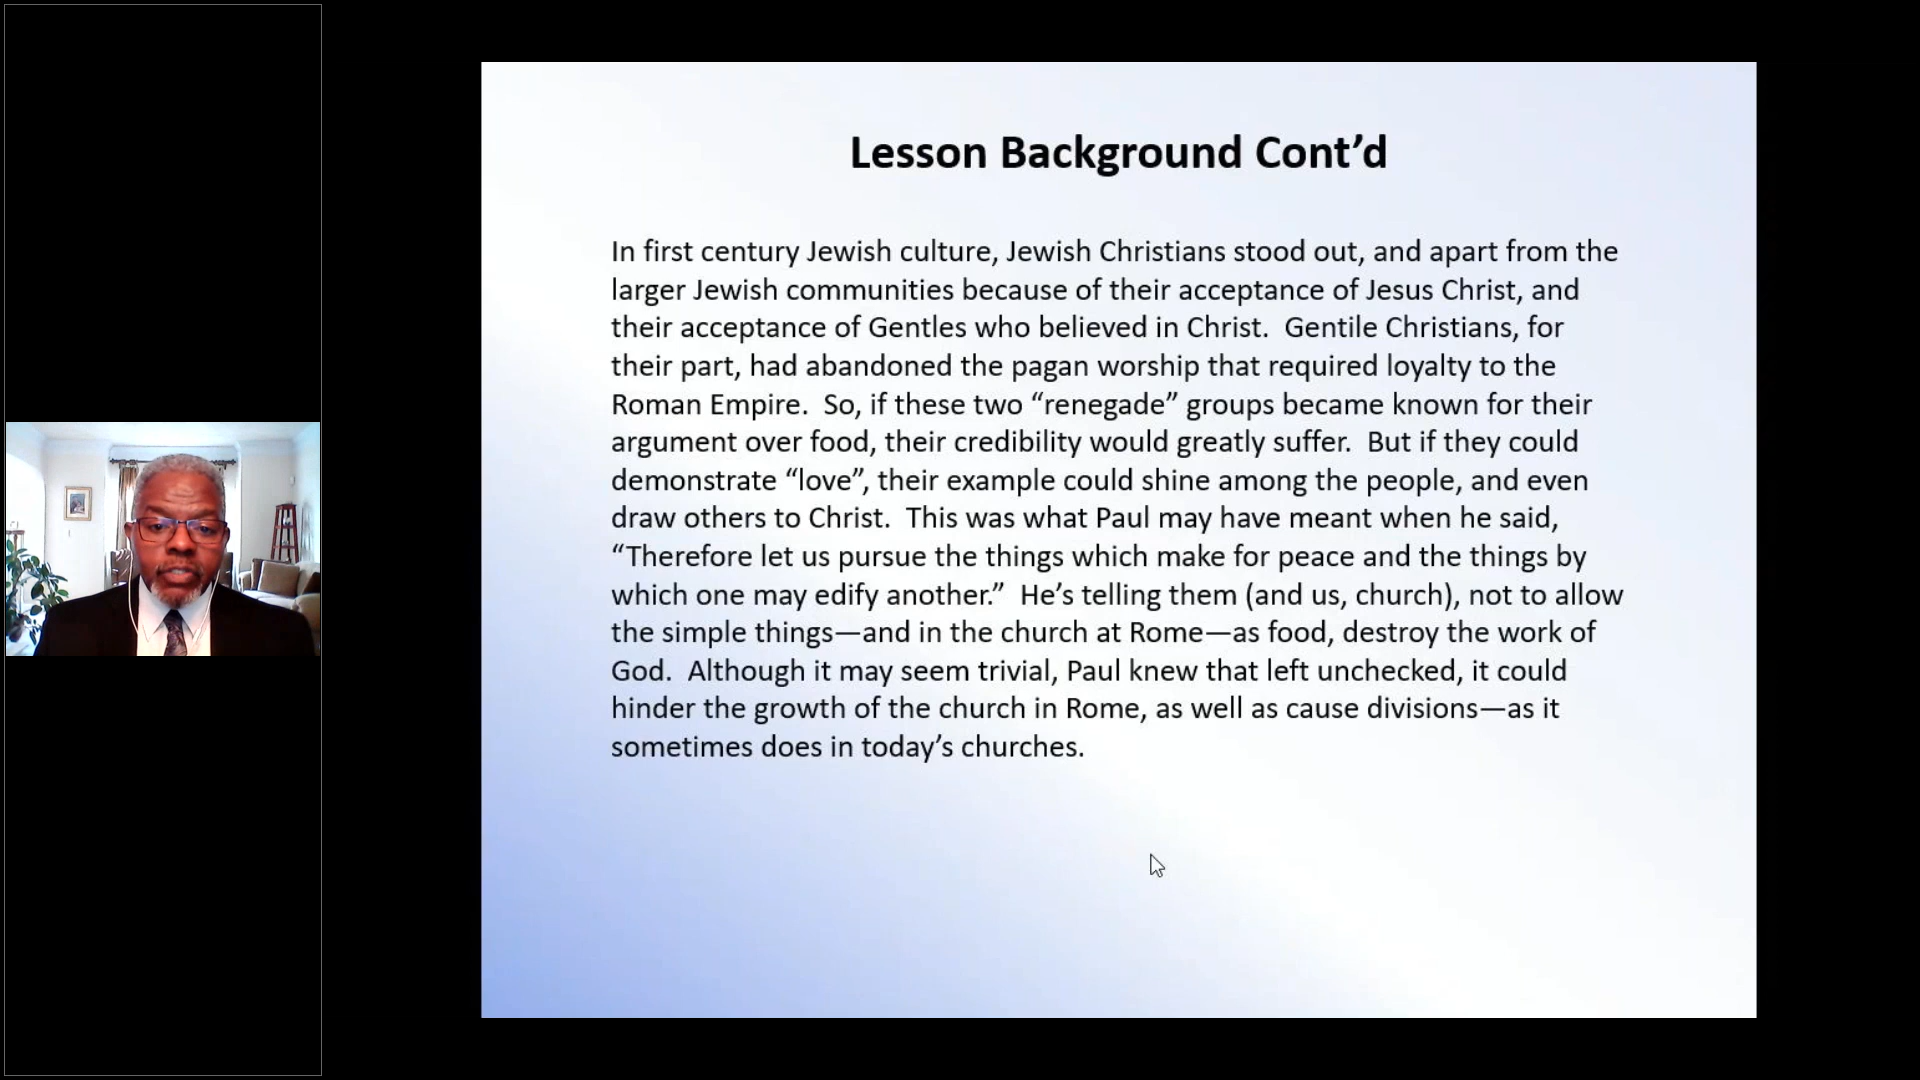 Lesson Background Cont’d
In first century Jewish culture, Jewish Christians stood out, and apart from the
larger Jewish communities because of their acceptance of Jesus Christ, and
their acceptance of Gentles who believed in Christ.  Gentile Christians, for
their part, had abandoned the pagan worship that required loyalty to the
Roman Empire.  So, if these two “renegade” groups became known for their
argument over food, their credibility would greatly suffer.  But if they could
demonstrate “love”, their example could shine among the people, and even
draw others to Christ.  This was what Paul may have meant when he said,
“Therefore let us pursue the things which make for peace and the things by
which one may edify another.”  He’s telling them (and us, church), not to allow
the simple things—and in the church at Rome—as food, destroy the work of
God.  Although it may seem trivial, Paul knew that left unchecked, it could
hinder the growth of the church in Rome, as well as cause divisions—as it
sometimes does in today’s churches.